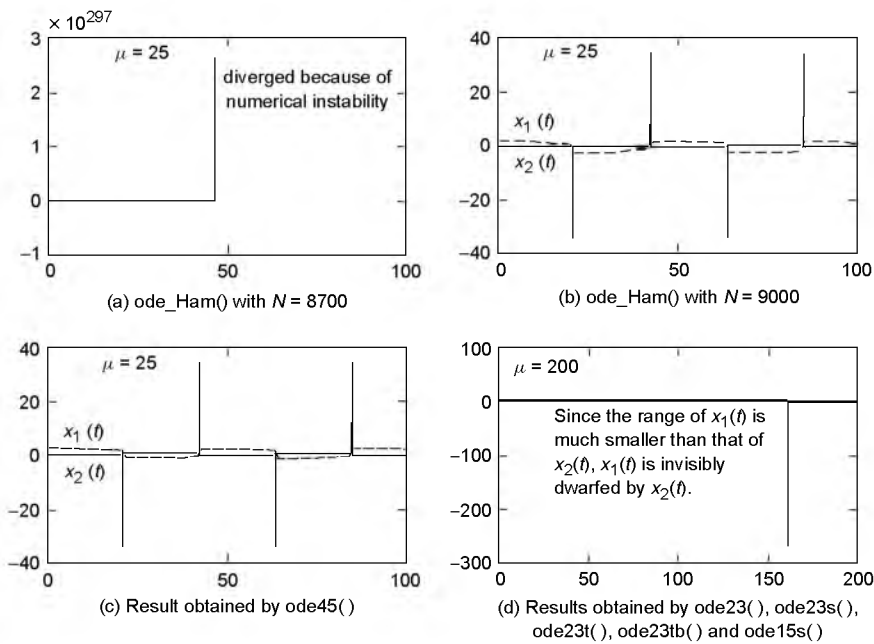 × 10^297
3
2
1
0
−1
0
50
100
μ = 25
diverged because of
numerical instability
(a) ode_Ham() with N = 8700
40
20
0
−20
−40
0
50
100
μ = 25
x1 (t)
x2 (t)
(b) ode_Ham() with N = 9000
40
20
0
−20
−40
0
50
100
μ = 25
x1 (t)
x2 (t)
(c) Result obtained by ode45( )
100
0
−100
−200
−300
0
50
100
150
200
μ = 200
Since the range of x1(t) is
much smaller than that of
x2(t), x1(t) is invisibly
dwarfed by x2(t).
(d) Results obtained by ode23( ), ode23s( ),
ode23t( ), ode23tb( ) and ode15s( )